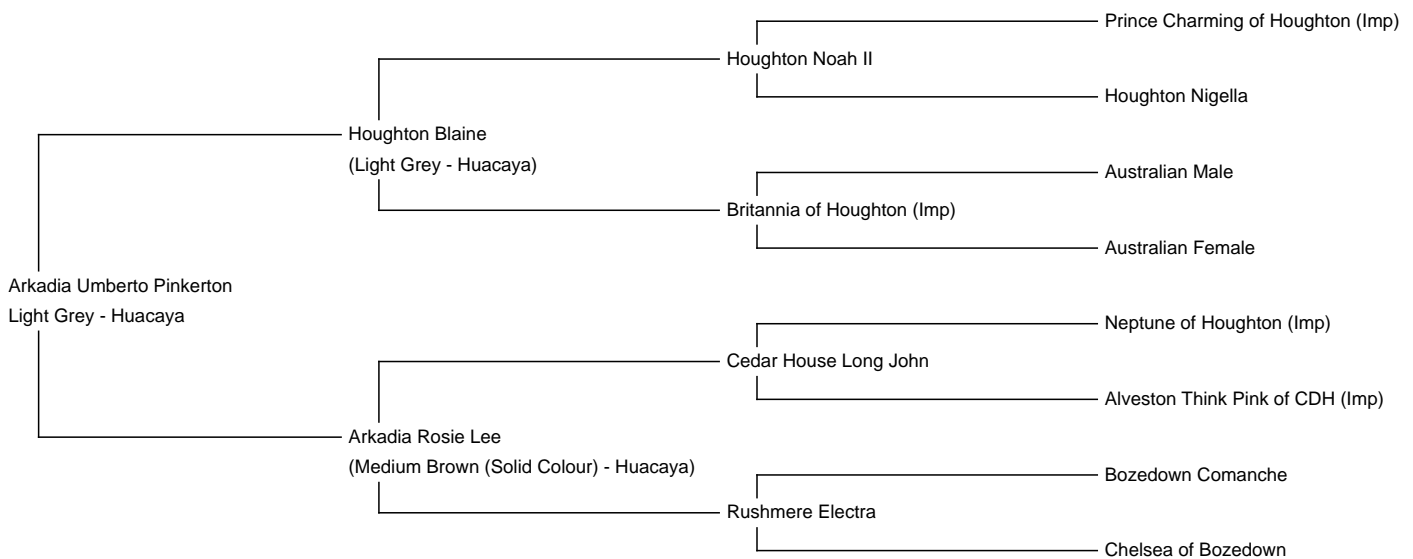 Prince Charming of Houghton (Imp)
Houghton Noah II
Houghton Nigella
Houghton Blaine
(Light Grey - Huacaya)
Australian Male
Britannia of Houghton (Imp)
Australian Female
Arkadia Umberto Pinkerton
Light Grey - Huacaya
Neptune of Houghton (Imp)
Cedar House Long John
Alveston Think Pink of CDH (Imp)
Arkadia Rosie Lee
(Medium Brown (Solid Colour) - Huacaya)
Bozedown Comanche
Rushmere Electra
Chelsea of Bozedown